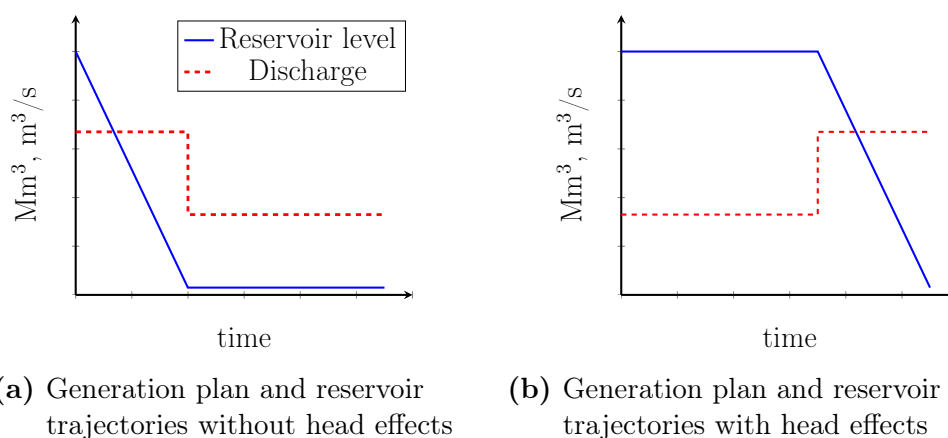 Reservoir level
Discharge
Mm³, m³/s
time
Mm³, m³/s
time
(a) Generation plan and reservoir
trajectories without head effects
(b) Generation plan and reservoir
trajectories with head effects